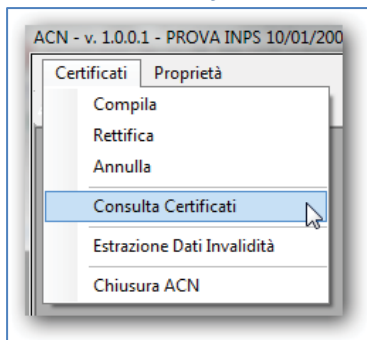 ACN - v. 1.0.0.1 - PROVA INPS 10/01/200
Certificati Proprietà
Compila
Rettifica
Annulla
Consulta Certificati
Estrazione Dati Invalidità
Chiusura ACN